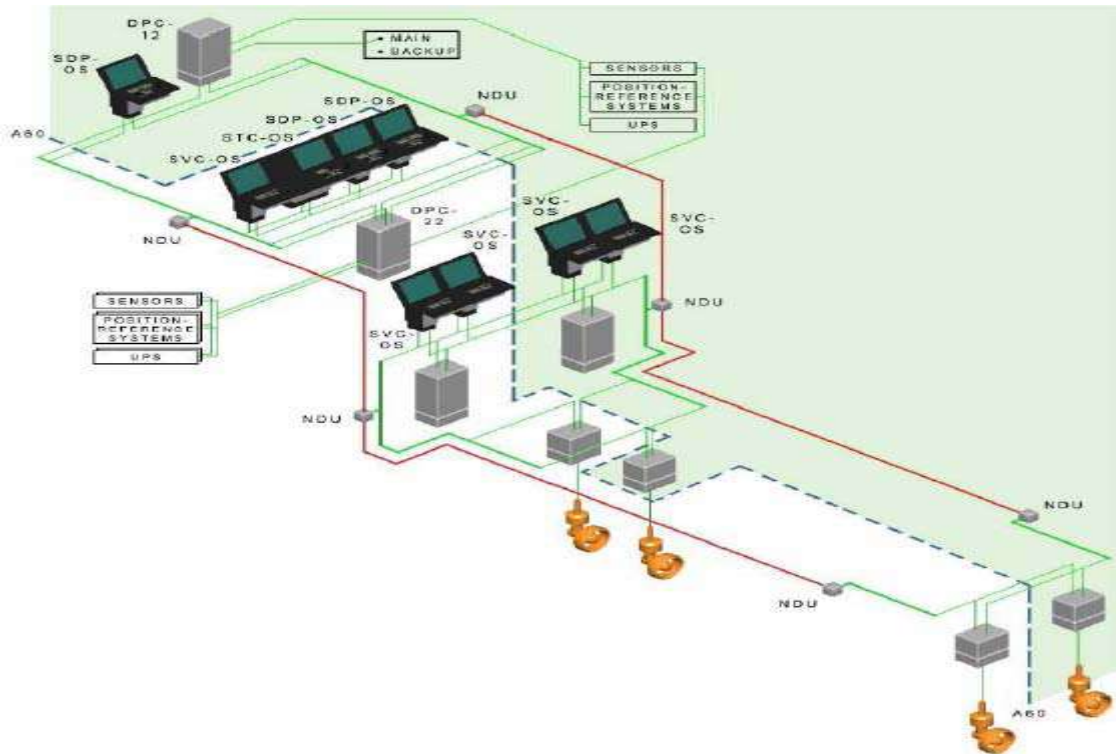 DPC-
12
SDP-
OS
• MAIN
• BACKUP
SENSORS
POSITION-
REFERENCE
SYSTEMS
UPS
NDU
A60
SDP-OS
SDP-OS
STC-OS
SVC-OS
NDU
DPC-
22
SVC-
OS
SVC-
OS
SVC-
OS
NDU
SENSORS
POSITION-
REFERENCE
SYSTEMS
UPS
SVC-
OS
NDU
NDU
NDU
A60